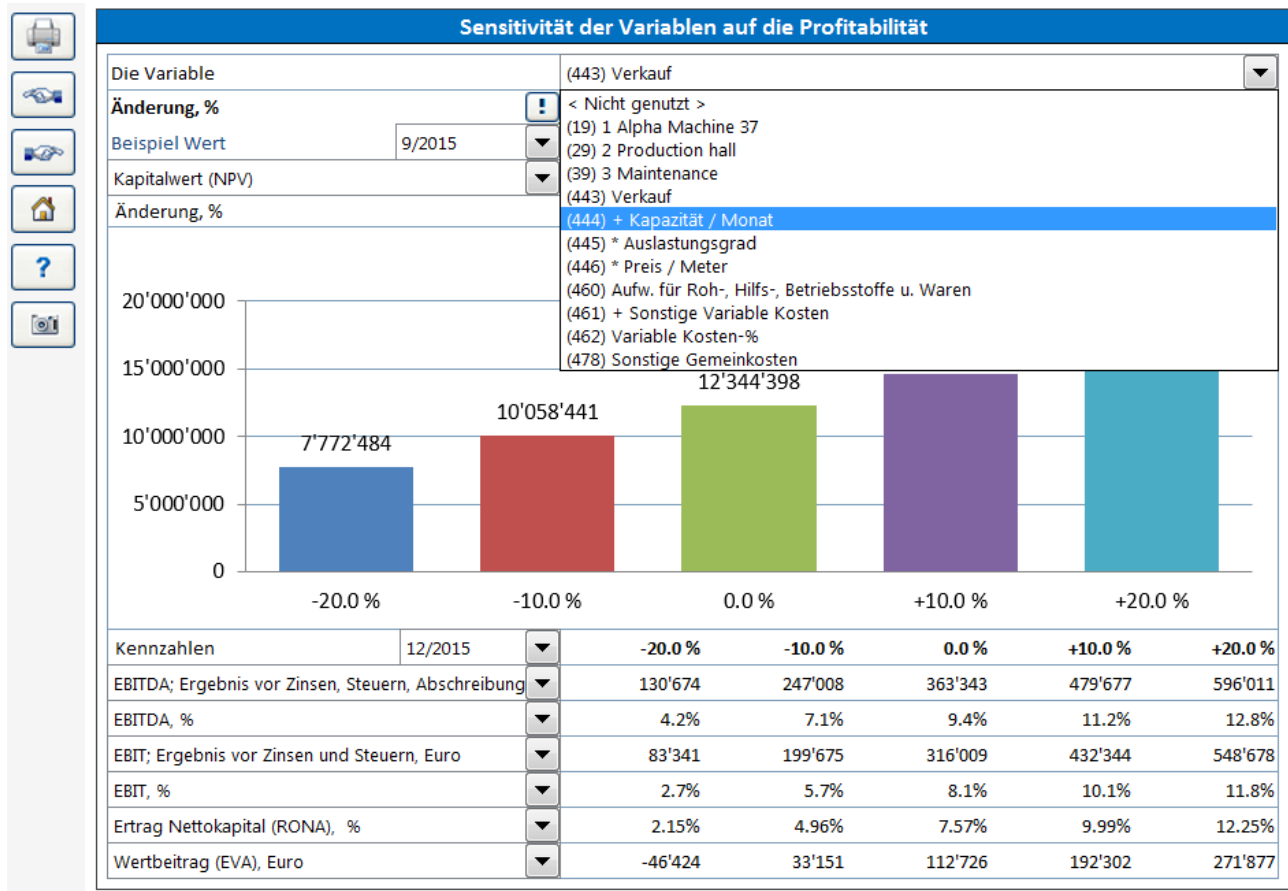 Sensitivität der Variablen auf die Profitabilität
Die Variable (443) Verkauf
Änderung, % !
< Nicht genutzt >
(19) 1 Alpha Machine 37
Beispiel Wert 9/2015
(29) 2 Production hall
(39) 3 Maintenance
Kapitalwert (NPV)
(443) Verkauf
Änderung, %
(444) + Kapazität / Monat
(445) * Auslastungsgrad
(446) * Preis / Meter
(460) Aufw. für Roh-, Hilfs-, Betriebsstoffe u. Waren
(461) + Sonstige Variable Kosten
(462) Variable Kosten-%
(478) Sonstige Gemeinkosten
20'000'000
15'000'000
10'000'000
5'000'000
0
7'772'484
10'058'441
12'344'398
-20.0 % -10.0 % 0.0 % +10.0 % +20.0 %
Kennzahlen 12/2015 -20.0 % -10.0 % 0.0 % +10.0 % +20.0 %
EBITDA; Ergebnis vor Zinsen, Steuern, Abschreibung 130'674 247'008 363'343 479'677 596'011
EBITDA, % 4.2% 7.1% 9.4% 11.2% 12.8%
EBIT; Ergebnis vor Zinsen und Steuern, Euro 83'341 199'675 316'009 432'344 548'678
EBIT, % 2.7% 5.7% 8.1% 10.1% 11.8%
Ertrag Nettokapital (RONA), % 2.15% 4.96% 7.57% 9.99% 12.25%
Wertbeitrag (EVA), Euro -46'424 33'151 112'726 192'302 271'877
?